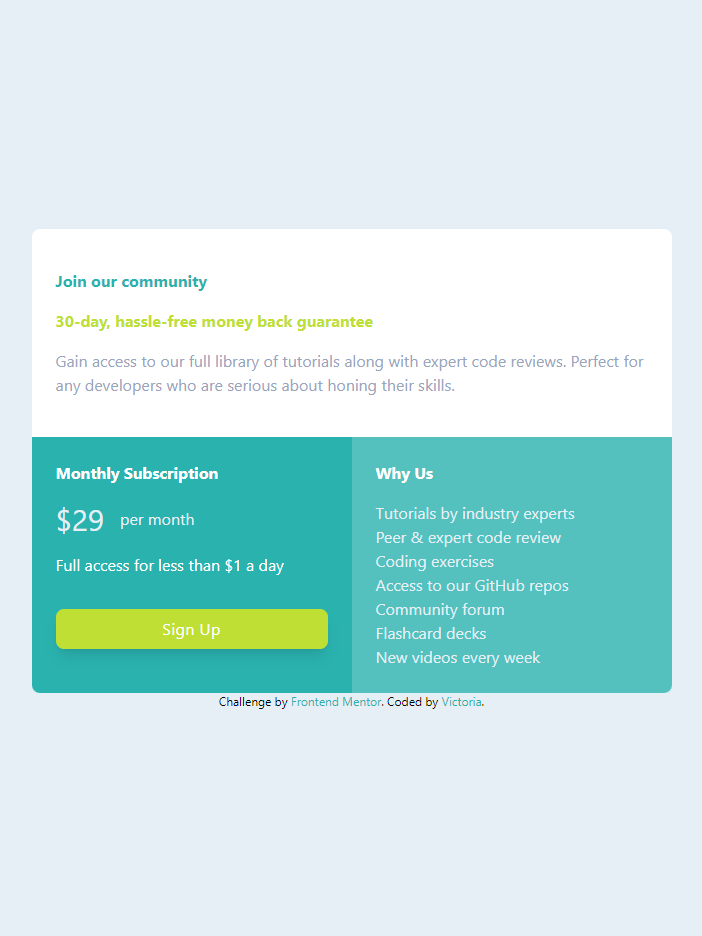 Join our community
30-day, hassle-free money back guarantee
Gain access to our full library of tutorials along with expert code reviews. Perfect for
any developers who are serious about honing their skills.
Monthly Subscription
$29 per month
Full access for less than $1 a day
Sign Up
Why Us
Tutorials by industry experts
Peer & expert code review
Coding exercises
Access to our GitHub repos
Community forum
Flashcard decks
New videos every week
Challenge by Frontend Mentor. Coded by Victoria.